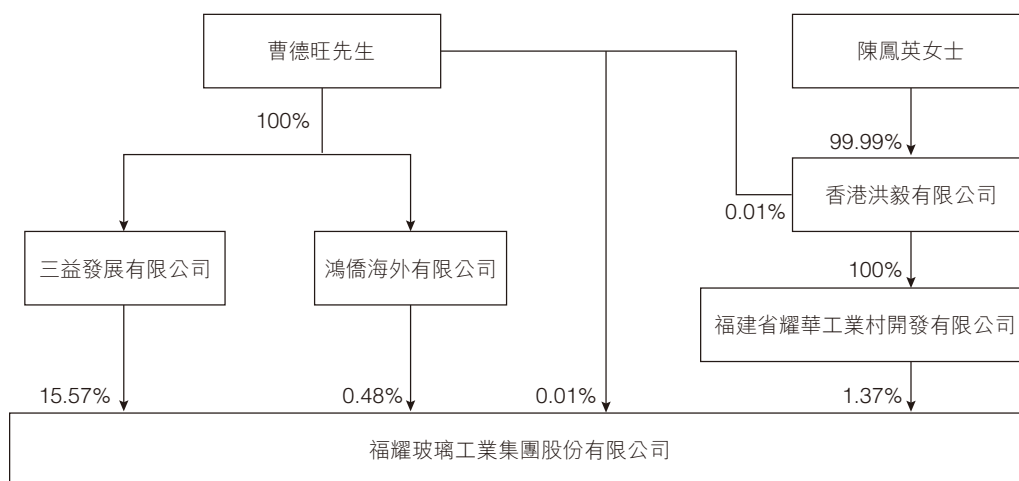 曹德旺先生
陳鳳英女士
100%
99.99%
香港洪毅有限公司
0.01%
三益發展有限公司
鴻僑海外有限公司
100%
福建省耀華工業村開發有限公司
15.57%
0.48%
0.01%
1.37%
福耀玻璃工業集團股份有限公司